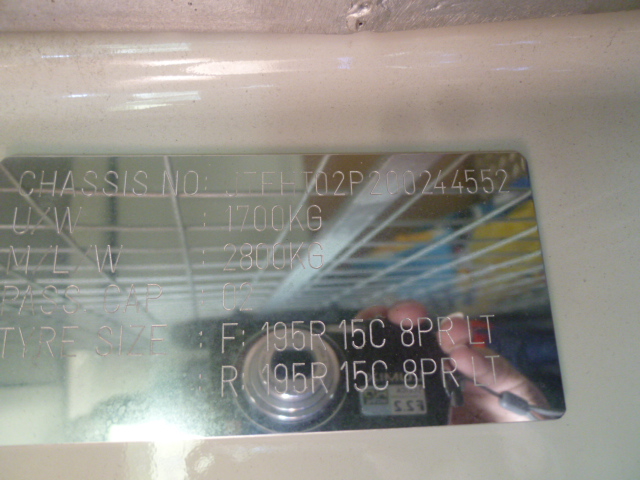 CHASSIS NO: JTFHT02P200244552
U/W : 1700KG
M/L/W : 2800KG
PASS. CAP : 02
TYRE SIZE : F: 195R 15C 8PR LT
R: 195R 15C 8PR LT